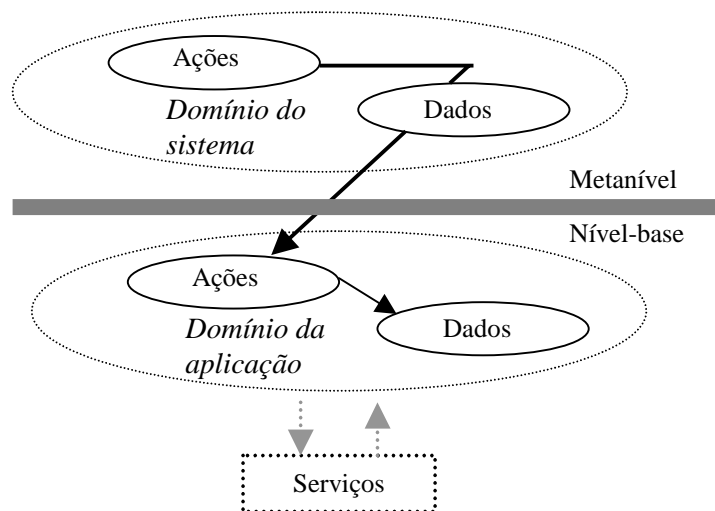 Ações
Domínio do
sistema
Dados
Metanível
Nível-base
Ações
Domínio da
aplicação
Dados
Serviços